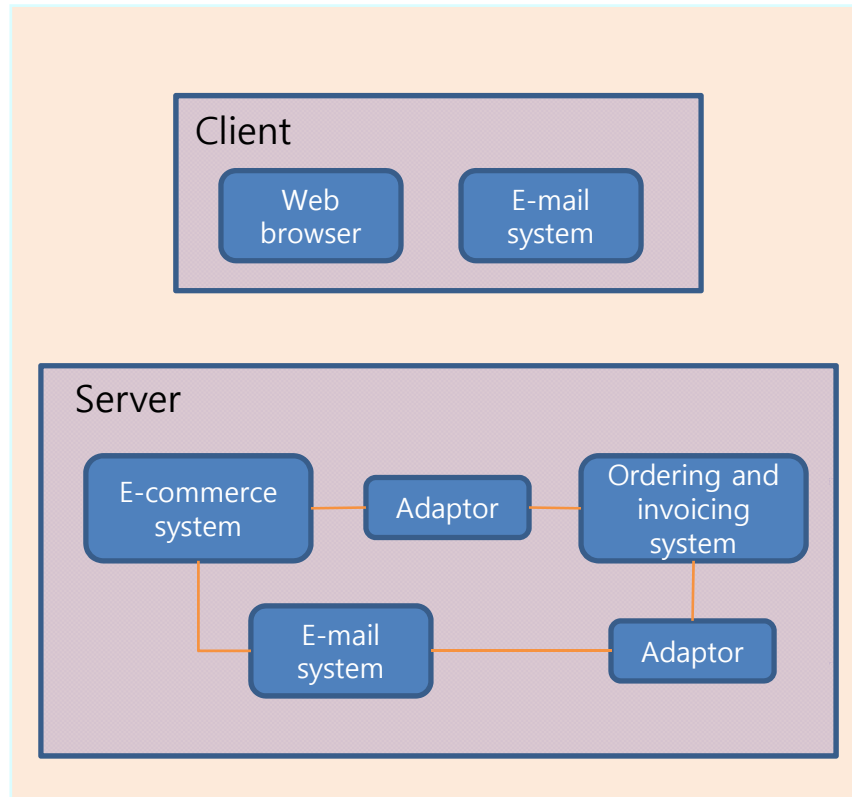 Client
Web
browser
E-mail
system
Server
E-commerce
system
Adaptor
Ordering and
invoicing
system
E-mail
system
Adaptor